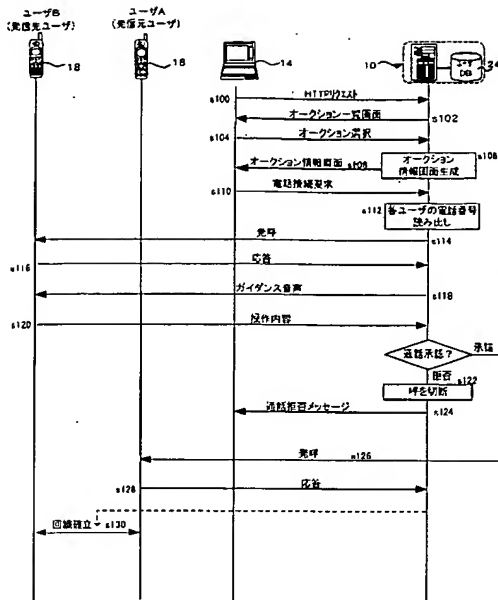 ユーザB
(発信先ユーザ)
ユーザA
(発信元ユーザ)
18
16
14
10
24
ユーザ
DB
HTTPリクエスト
s100
オークション一覧画面
s102
s104
オークション選択
オークション情報画面
s108
オークション
情報画面生成
s106
s110
電話接続要求
s112
各ユーザの電話番号
読み出し
発呼
s114
s116
応答
ガイダンス音声
s118
s120
操作内容
通話承諾?
承諾
拒否
s122
呼を切断
通話拒否メッセージ
s124
発呼
s126
s128
応答
回線確立
s130